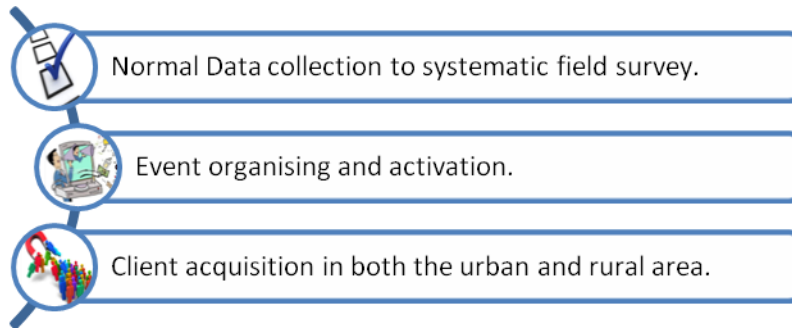 Normal Data collection to systematic field survey.
Event organising and activation.
Client acquisition in both the urban and rural area.